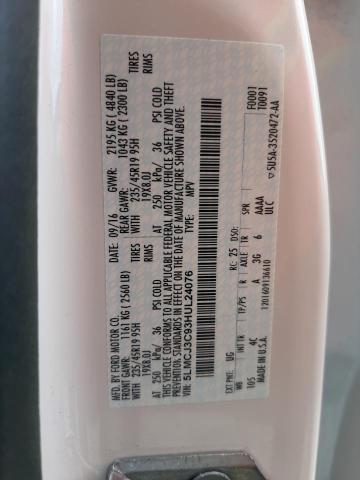 MFD. BY FORD MOTOR CO.
DATE: 09/16 GVWR: 2195 KG ( 4840 LB)
FRONT GAWR: 1161 KG ( 2560 LB) REAR GAWR: 1043 KG ( 2300 LB)
WITH 235/45R19 95H TIRES WITH 235/45R19 95H TIRES
19X8.0J RIMS 19X8.0J RIMS
AT 250 kPa/ 36 PSI COLD AT 250 kPa/ 36 PSI COLD
THIS VEHICLE CONFORMS TO ALL APPLICABLE FEDERAL MOTOR VEHICLE SAFETY AND THEFT
PREVENTION STANDARDS IN EFFECT ON THE DATE OF MANUFACTURE SHOWN ABOVE.
VIN: 5LMCJ3C93HUL24076
TYPE: MPV
E0001
T0091
EXT PNT: UG RC: 25 DSO:
WB INT TR TP/PS R AXLE TR SPR
105 4C A 3G 6 AAAA
MADE IN U.S.A. ULC
▽5U5A-3520472-AA